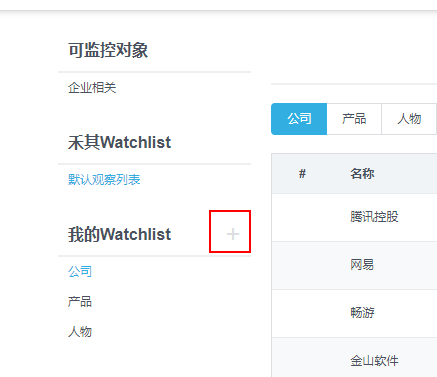 可监控对象
企业相关
禾其Watchlist
默认观察列表
我的Watchlist +
公司
产品
人物
公司 产品 人物
# 名称
腾讯控股
网易
畅游
金山软件